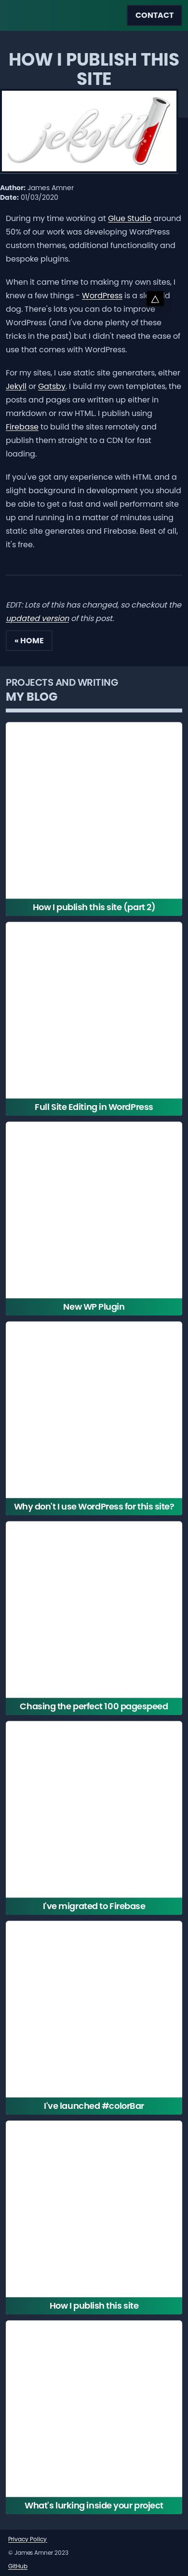 CONTACT
HOW I PUBLISH THIS
SITE
jekyll
Author: James Amner
Date: 01/03/2020
During my time working at Glue Studio around
50% of our work was developing WordPress
custom themes, additional functionality and
bespoke plugins.
When it came time to making my own sites, I
knew a few things - WordPress is a sl d
dog. There's lots you can do to improve
WordPress (and I've done plenty of these
tricks in the past) but I didn't need the ease of
use that comes with WordPress.
For my sites, I use static site generators, either
Jekyll or Gatsby. I build my own templates, the
posts and pages are written up either in
markdown or raw HTML. I publish using
Firebase to build the sites remotely and
publish them straight to a CDN for fast
loading.
If you've got any experience with HTML and a
slight background in development you should
be able to get a fast and well performant site
up and running in a matter of minutes using
static site generators and Firebase. Best of all,
it's free.
EDIT: Lots of this has changed, so checkout the
updated version of this post.
« HOME
PROJECTS AND WRITING
MY BLOG
How I publish this site (part 2)
Full Site Editing in WordPress
New WP Plugin
Why don't I use WordPress for this site?
Chasing the perfect 100 pagespeed
I've migrated to Firebase
I've launched #colorBar
How I publish this site
What's lurking inside your project
Privacy Policy
© James Amner 2023
GitHub